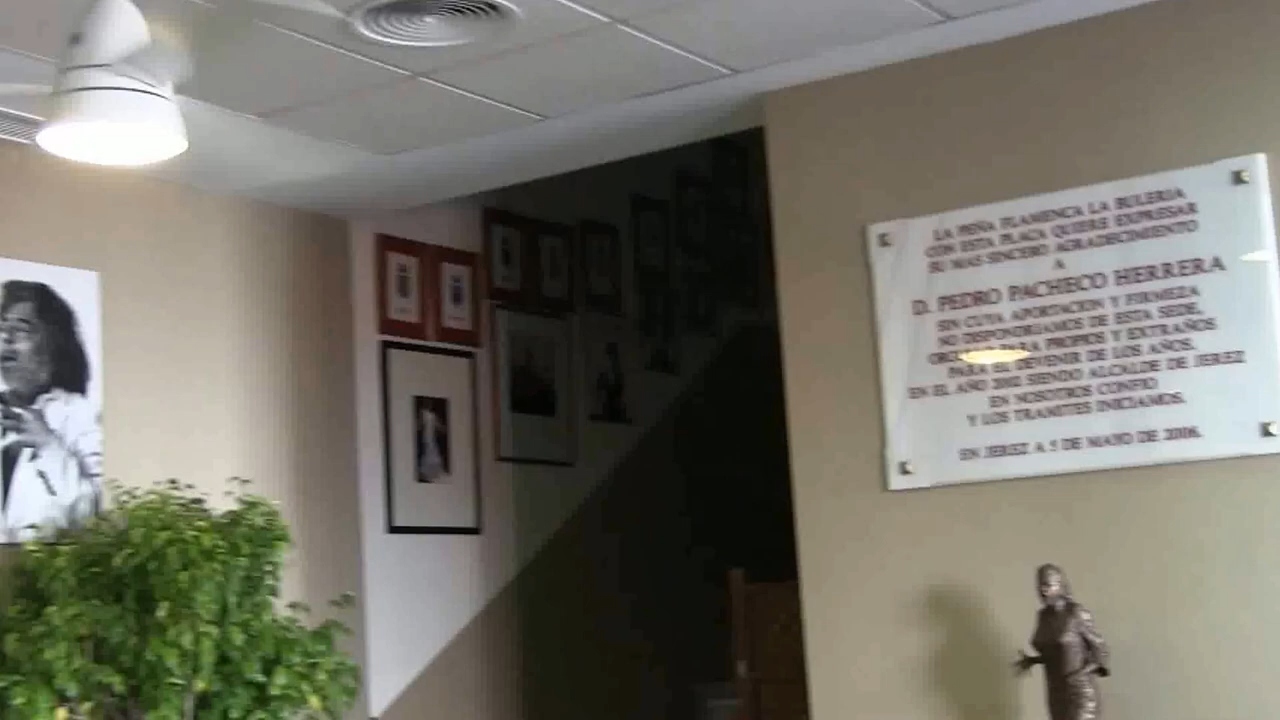 LA PEÑA FLAMENCA LA BULERIA
CON ESTA PLAZA QUIERE EXPRESAR
SU MAS SINCERO AGRADECIMIENTO
A
D. PEDRO PACHECO HERRERA
SIN CUYA APORTACION Y FIRMEZA
NO DISPONDRIAMOS DE ESTA SEDE,
PARA PROPIOS Y EXTRAÑOS
PARA EL DEVENIR DE LOS AÑOS.
EN EL AÑO 2002 SIENDO ALCALDE DE JEREZ
EN NOSOTROS CONFIO
Y LOS TRAMITES INICIAMOS.
EN JEREZ A 5 DE MAYO DE 2006.